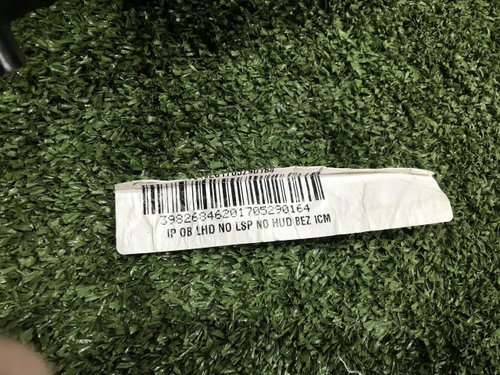 39826846201705290164
IP OB LHD NO LSP NO HUD BEZ ICM